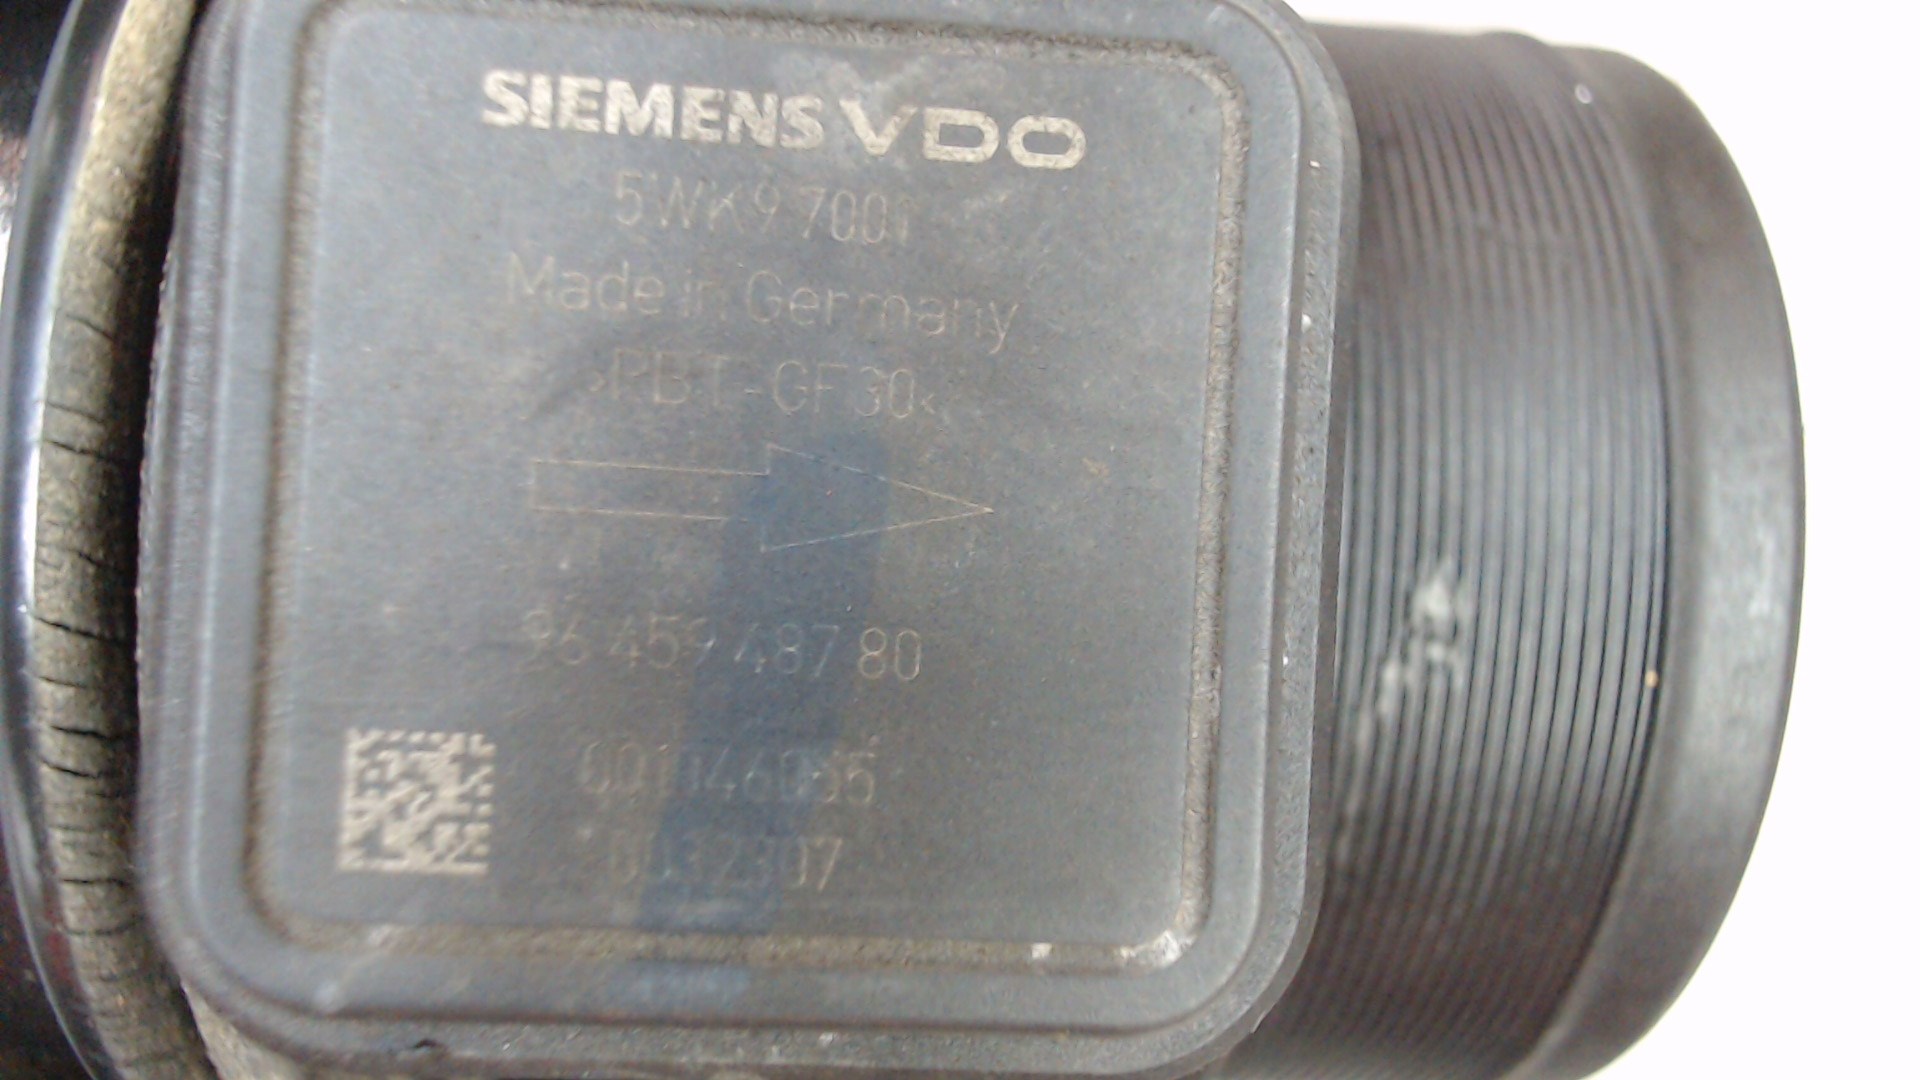 SIEMENS VDO
5WK9 7001
Made in Germany
>PBT-GF30<
96 459 487 80